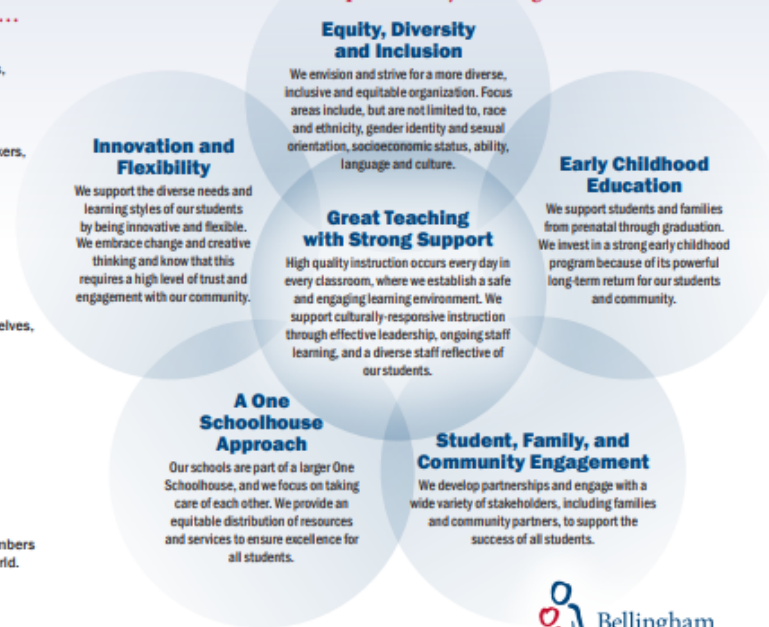 ...
Equity, Diversity
and Inclusion
We envision and strive for a more diverse,
inclusive and equitable organization. Focus
areas include, but are not limited to, race
and ethnicity, gender identity and sexual
orientation, socioeconomic status, ability,
language and culture.
Innovation and
Flexibility
We support the diverse needs and
learning styles of our students
by being innovative and flexible.
We embrace change and creative
thinking and know that this
requires a high level of trust and
engagement with our community.
Early Childhood
Education
We support students and families
from prenatal through graduation.
We invest in a strong early childhood
program because of its powerful
long-term return for our students
and community.
Great Teaching
with Strong Support
High quality instruction occurs every day in
every classroom, where we establish a safe
and engaging learning environment. We
support culturally-responsive instruction
through effective leadership, ongoing staff
learning, and a diverse staff reflective of
our students.
A One
Schoolhouse
Approach
Our schools are part of a larger One
Schoolhouse, and we focus on taking
care of each other. We provide an
equitable distribution of resources
and services to ensure excellence for
all students.
Student, Family, and
Community Engagement
We develop partnerships and engage with a
wide variety of stakeholders, including families
and community partners, to support the
success of all students.
kers,
elves,
nbers
rld.
Bellingham